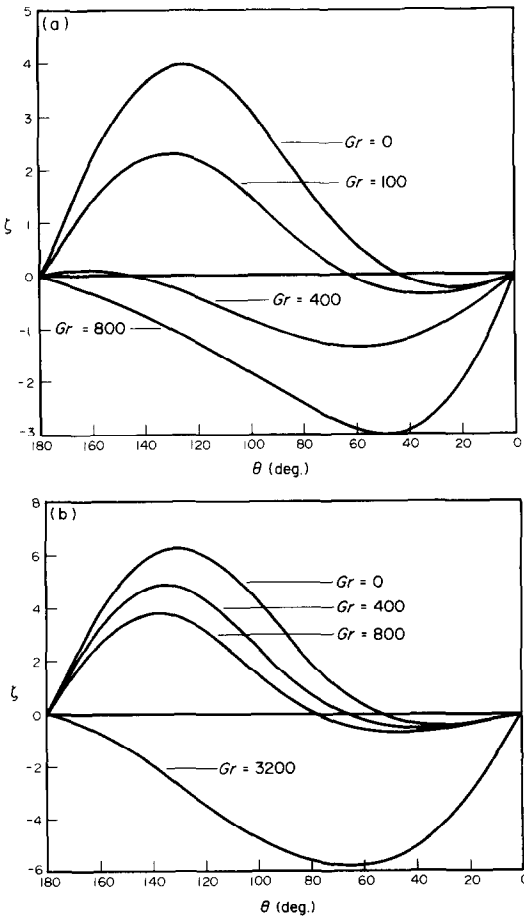 (a)
5
4
3
2
1
0
-1
-2
-3
ζ
Gr = 0
Gr = 100
Gr = 400
Gr = 800
180 160 140 120 100 80 60 40 20 0
θ (deg.)
(b)
8
6
4
2
0
-2
-4
-6
ζ
Gr = 0
Gr = 400
Gr = 800
Gr = 3200
180 160 140 120 100 80 60 40 20 0
θ (deg.)